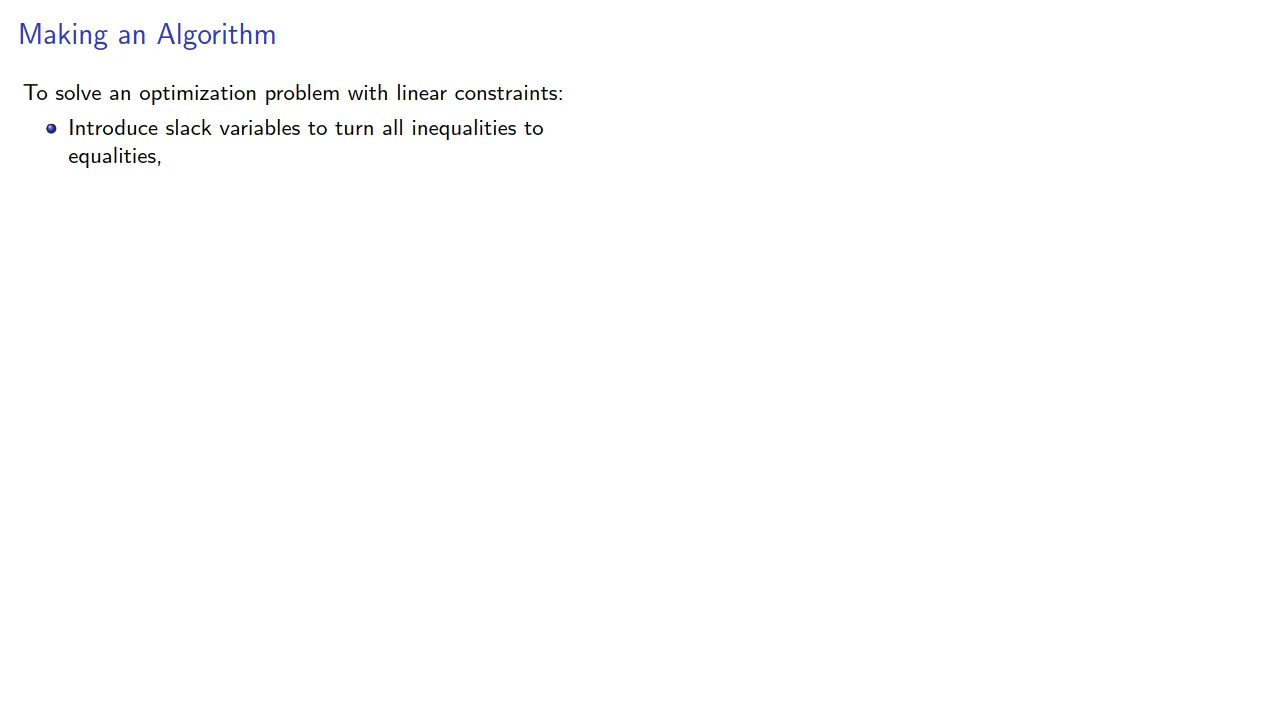 Making an Algorithm
To solve an optimization problem with linear constraints:
Introduce slack variables to turn all inequalities to
equalities,